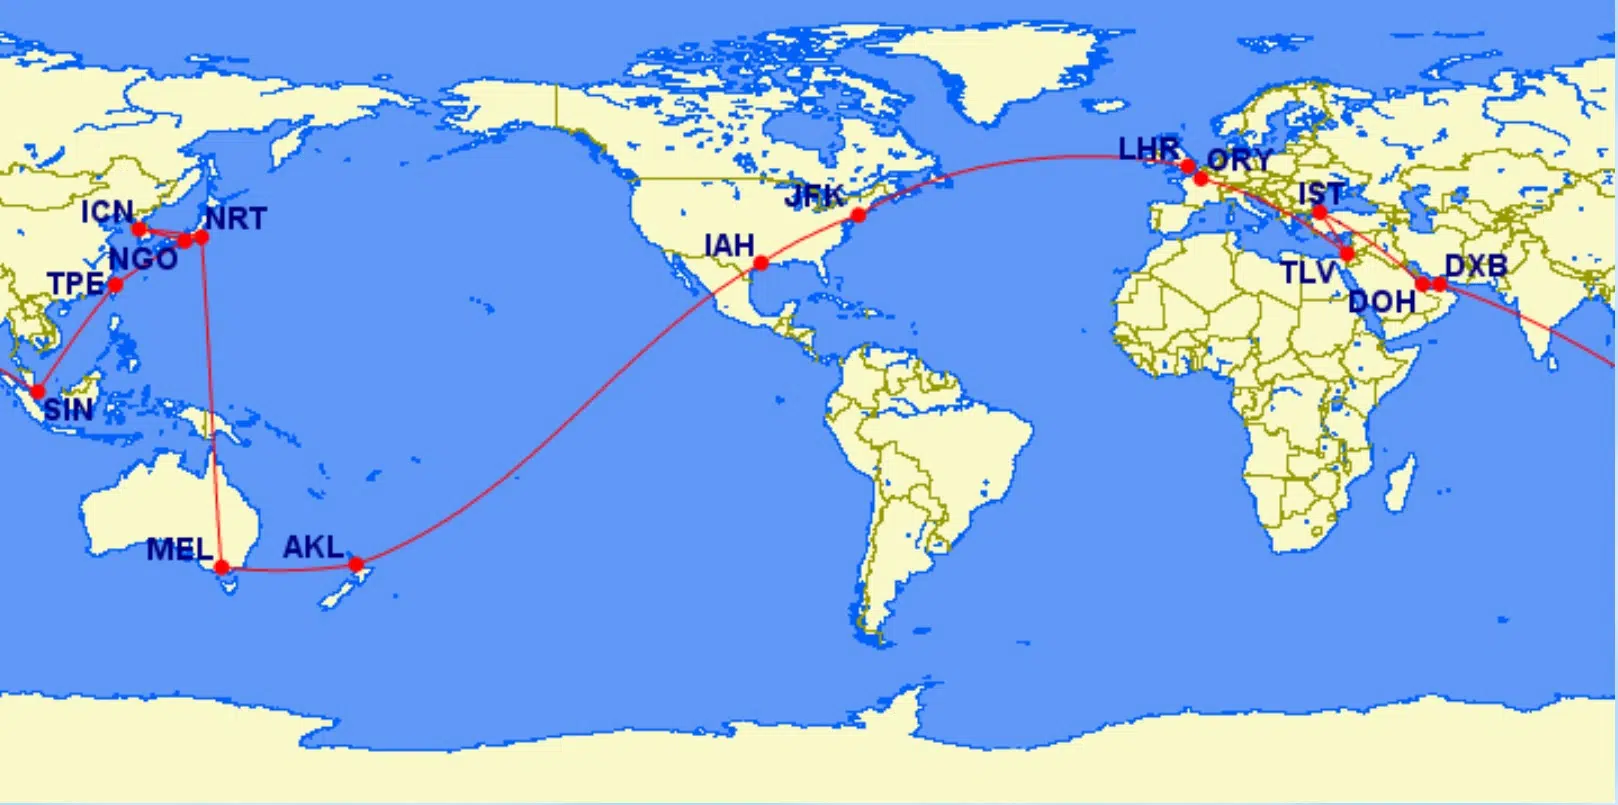 LHR
ORY
JFK
IST
ICN
NRT
IAH
NGO
TPE
TLV
DXB
DOH
SIN
MEL
AKL